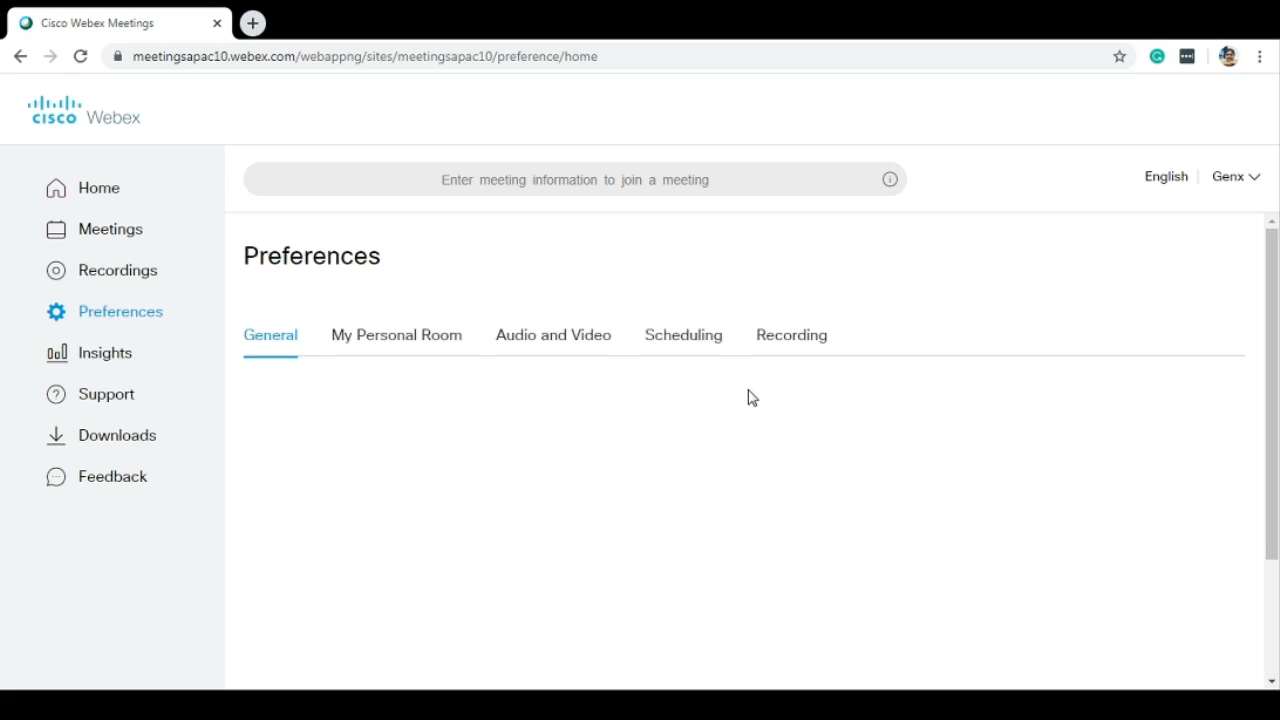 Cisco Webex Meetings
meetingsapac10.webex.com/webappng/sites/meetingsapac10/preference/home
CISCO Webex
Home
Meetings
Recordings
Preferences
Insights
Support
Downloads
Feedback
Enter meeting information to join a meeting
English
Genx
Preferences
General My Personal Room Audio and Video Scheduling Recording